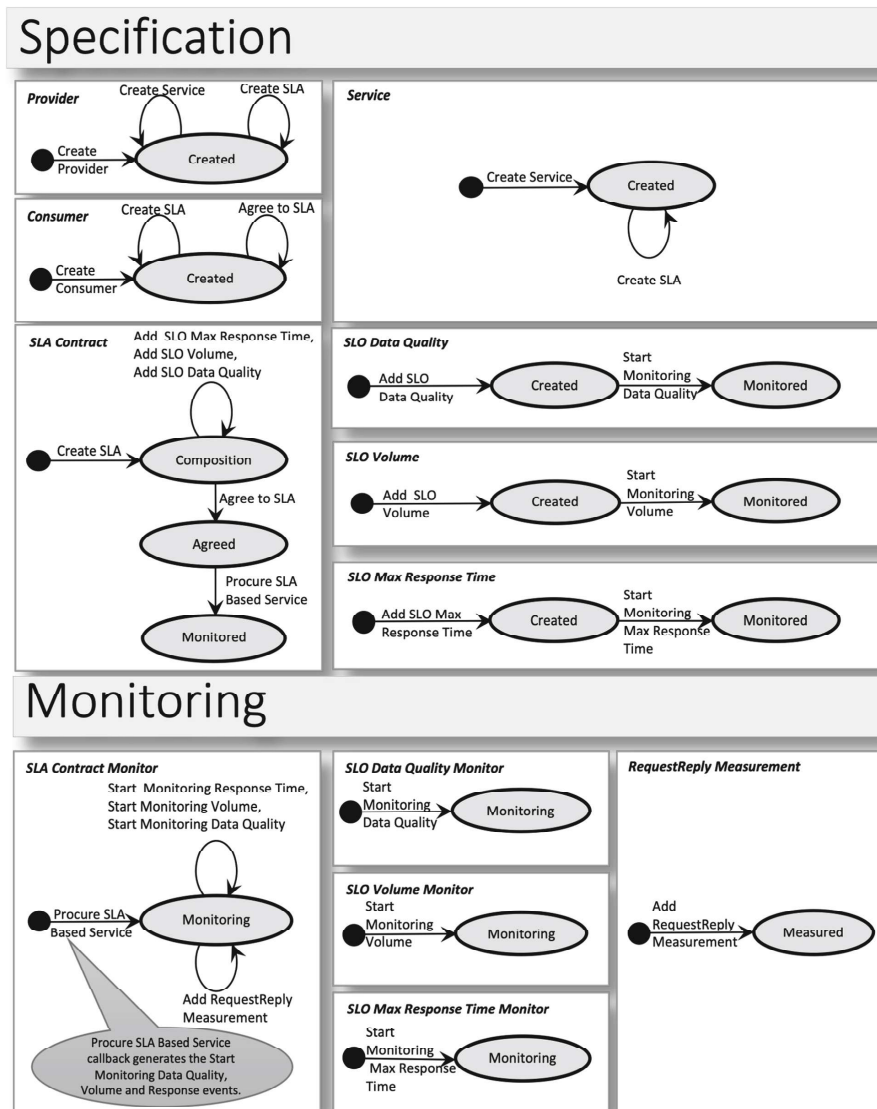 Specification
Provider
Create Service
Create SLA
Create
Provider
Created
Service
Create Service
Created
Create SLA
Consumer
Create SLA
Agree to SLA
Create
Consumer
Created
SLA Contract
Add SLO Max Response Time,
Add SLO Volume,
Add SLO Data Quality
Create SLA
Composition
Agree to SLA
Agreed
Procure SLA
Based Service
Monitored
SLO Data Quality
Add SLO
Data Quality
Created
Start
Monitoring
Data Quality
Monitored
SLO Volume
Add SLO
Volume
Created
Start
Monitoring
Volume
Monitored
SLO Max Response Time
Add SLO Max
Response Time
Created
Start
Monitoring
Max Response
Time
Monitored
Monitoring
SLA Contract Monitor
Start Monitoring Response Time,
Start Monitoring Volume,
Start Monitoring Data Quality
Procure SLA
Based Service
Monitoring
Add RequestReply
Measurement
Procure SLA Based Service
callback generates the Start
Monitoring Data Quality,
Volume and Response events.
SLO Data Quality Monitor
Start
Monitoring
Data Quality
Monitoring
SLO Volume Monitor
Start
Monitoring
Volume
Monitoring
SLO Max Response Time Monitor
Start
Monitoring
Max Response
Time
Monitoring
RequestReply Measurement
Add
RequestReply
Measurement
Measured